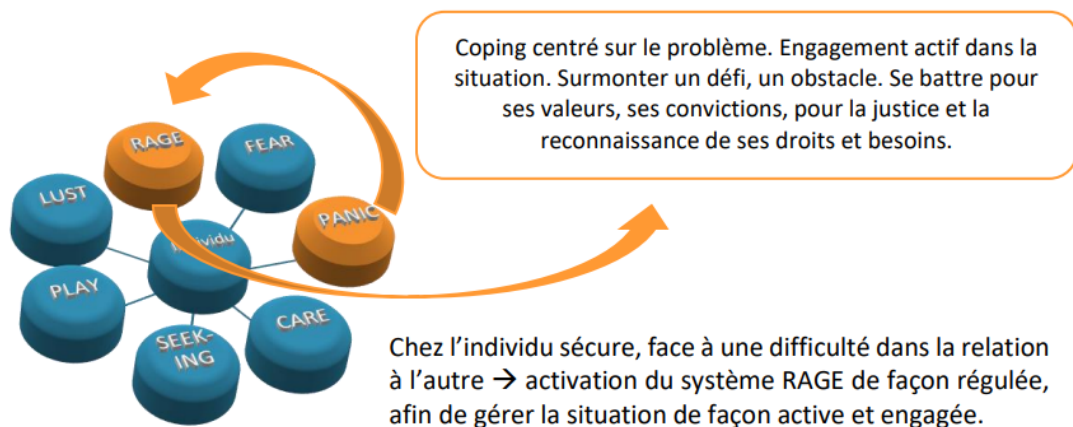 Coping centré sur le problème. Engagement actif dans la
situation. Surmonter un défi, un obstacle. Se battre pour
ses valeurs, ses convictions, pour la justice et la
reconnaissance de ses droits et besoins.
RAGE
FEAR
LUST
PANIC
Individu
PLAY
CARE
SEEK-
ING
Chez l’individu sécure, face à une difficulté dans la relation
à l’autre → activation du système RAGE de façon régulée,
afin de gérer la situation de façon active et engagée.